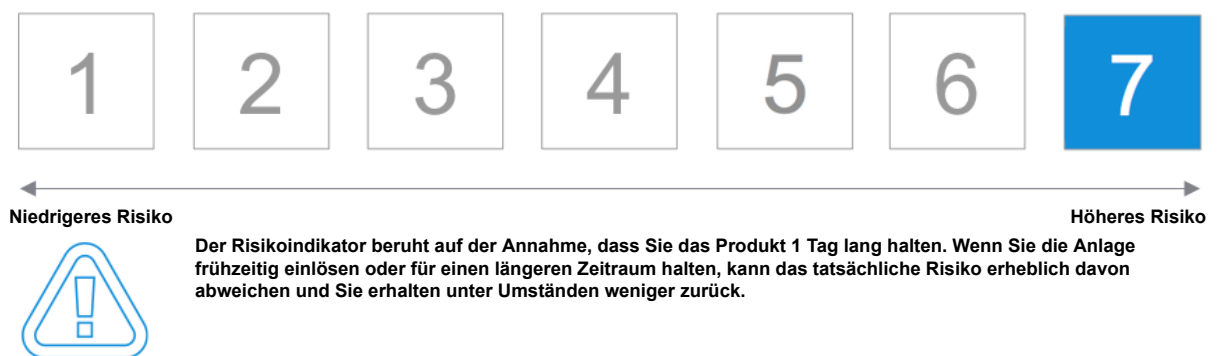 1 2 3 4 5 6 7
Niedrigeres Risiko Höheres Risiko
Der Risikoindikator beruht auf der Annahme, dass Sie das Produkt 1 Tag lang halten. Wenn Sie die Anlage
frühzeitig einlösen oder für einen längeren Zeitraum halten, kann das tatsächliche Risiko erheblich davon
abweichen und Sie erhalten unter Umständen weniger zurück.